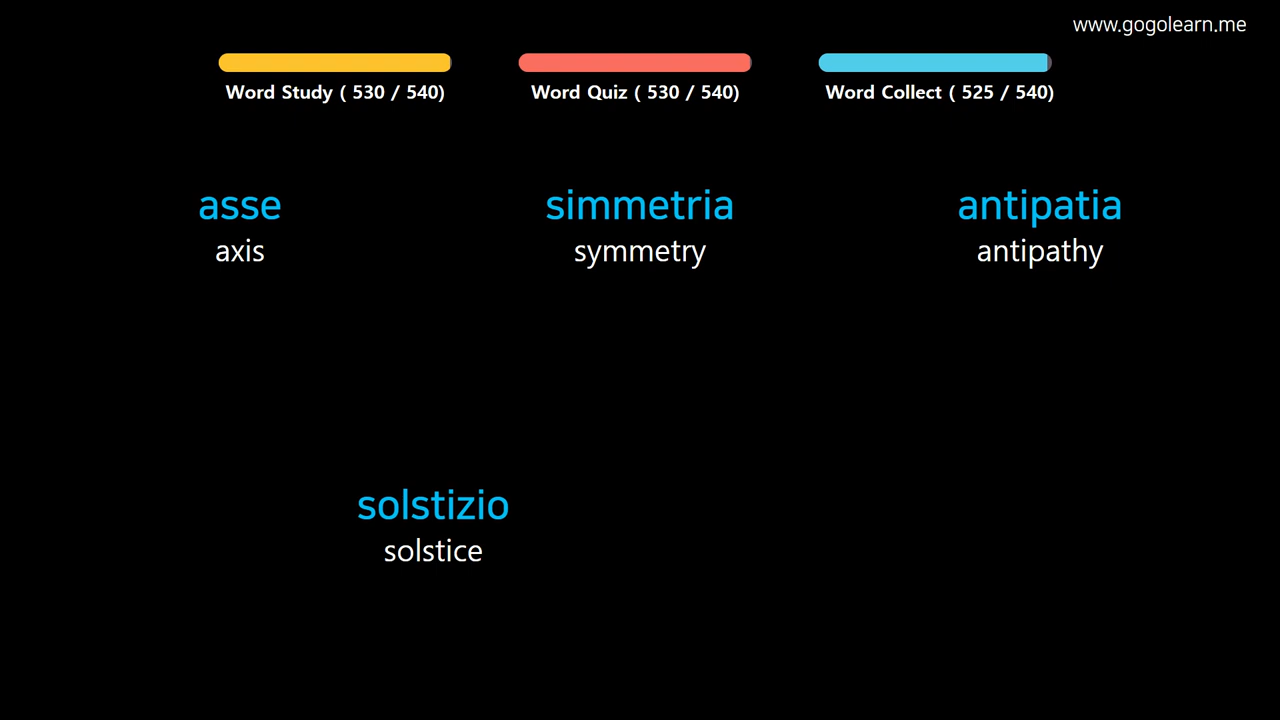 www.gogolearn.me
Word Study ( 530 / 540)
Word Quiz ( 530 / 540)
Word Collect ( 525 / 540)
asse
axis
simmetria
symmetry
antipatia
antipathy
solstizio
solstice